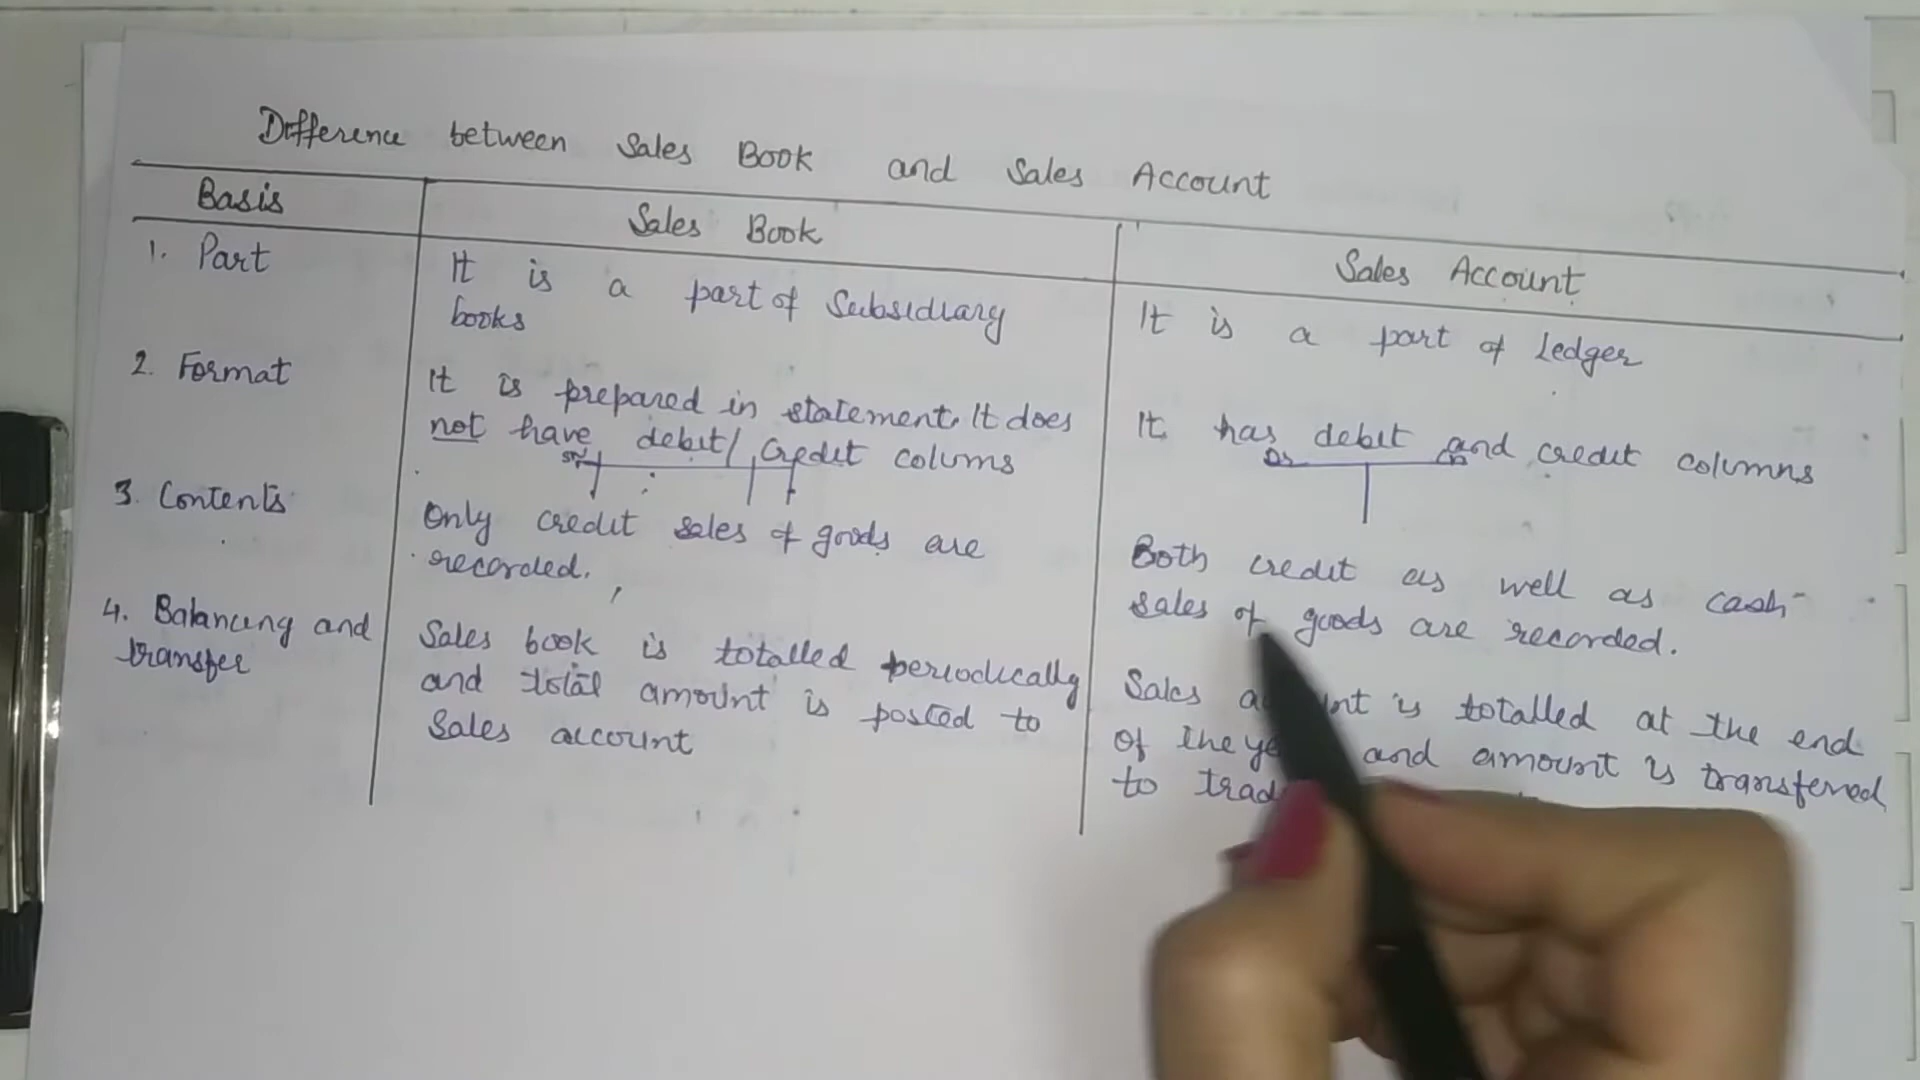 Difference between Sales Book and Sales Account
Basis
Sales Book
Sales Account
1. Part
It is a part of Subsidiary
books
It is a part of Ledger
2. Format
It is prepared in statement. It does
not have debit/credit colums
It has debit and credit columns
Dr
Cr
3. Contents
Only credit sales of goods are
recorded.
Both credit as well as cash
sales of goods are recorded.
4. Balancing and
transfer
Sales book is totalled periodically
and total amount is posted to
Sales account
Sales is totalled at the end
of the and amount is transferred
to